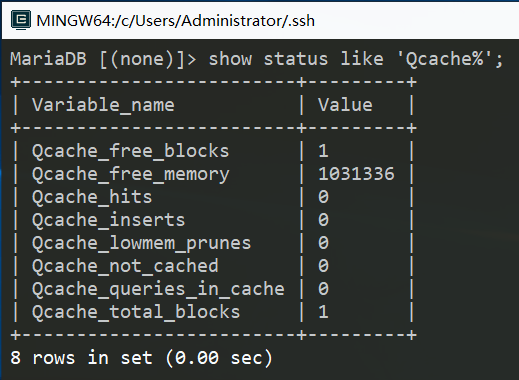 MINGW64:/c/Users/Administrator/.ssh
MariaDB [(none)]> show status like 'Qcache%';
+-------------------------+---------+
| Variable_name           | Value   |
+-------------------------+---------+
| Qcache_free_blocks      | 1       |
| Qcache_free_memory      | 1031336 |
| Qcache_hits             | 0       |
| Qcache_inserts          | 0       |
| Qcache_lowmem_prunes    | 0       |
| Qcache_not_cached       | 0       |
| Qcache_queries_in_cache | 0       |
| Qcache_total_blocks     | 1       |
+-------------------------+---------+
8 rows in set (0.00 sec)